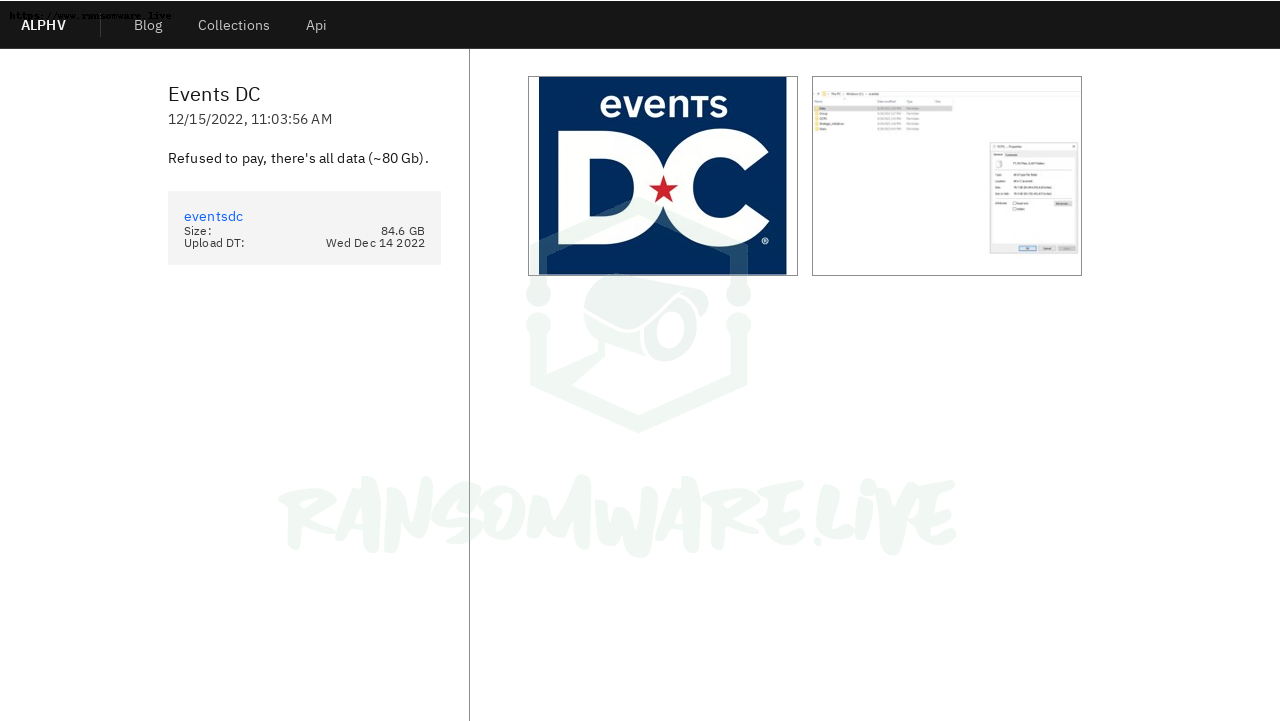 https://www.ransomware.live
ALPHV
Blog
Collections
Api
Events DC
12/15/2022, 11:03:56 AM
Refused to pay, there is all data (~80 Gb).
eventsdc
Size: 84.6 GB
Upload DT: Wed Dec 14 2022
events
DC
®
RANSOMWARE.LIVE